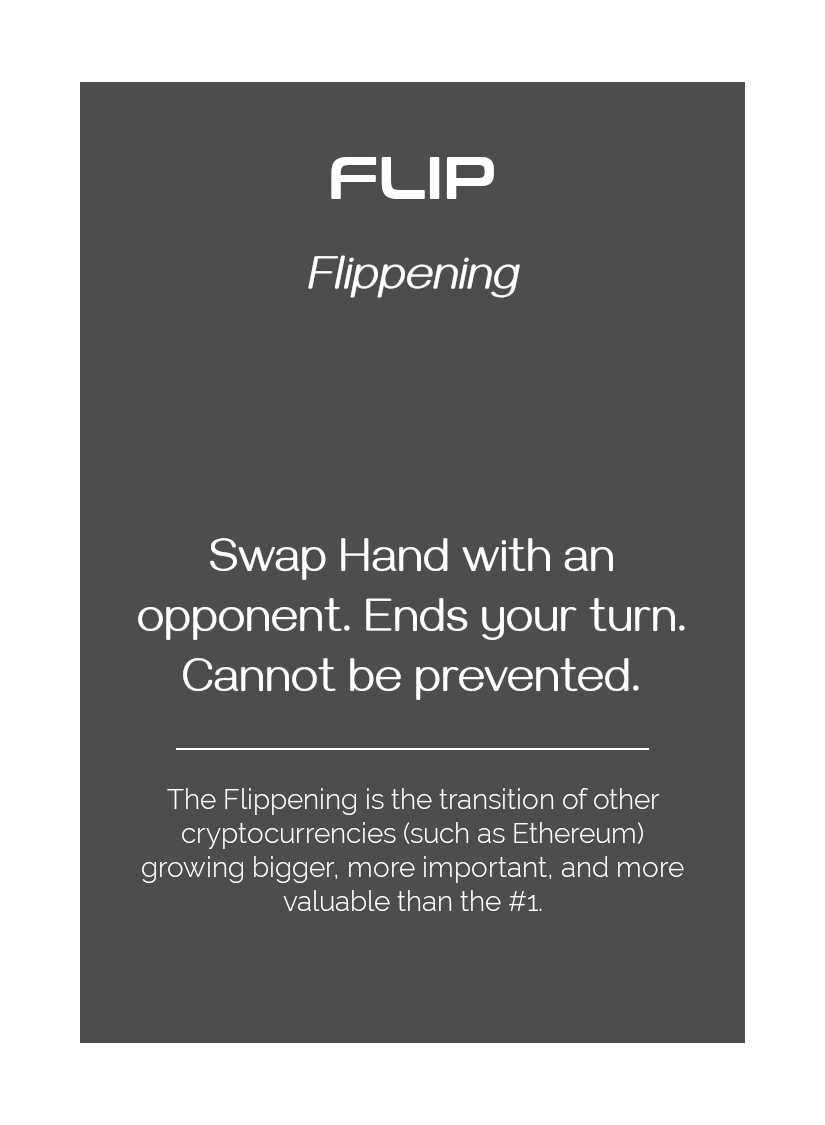 FLIP
Flippening
Swap Hand with an
opponent. Ends your turn.
Cannot be prevented.
The Flippening is the transition of other
cryptocurrencies (such as Ethereum)
growing bigger, more important, and more
valuable than the #1.